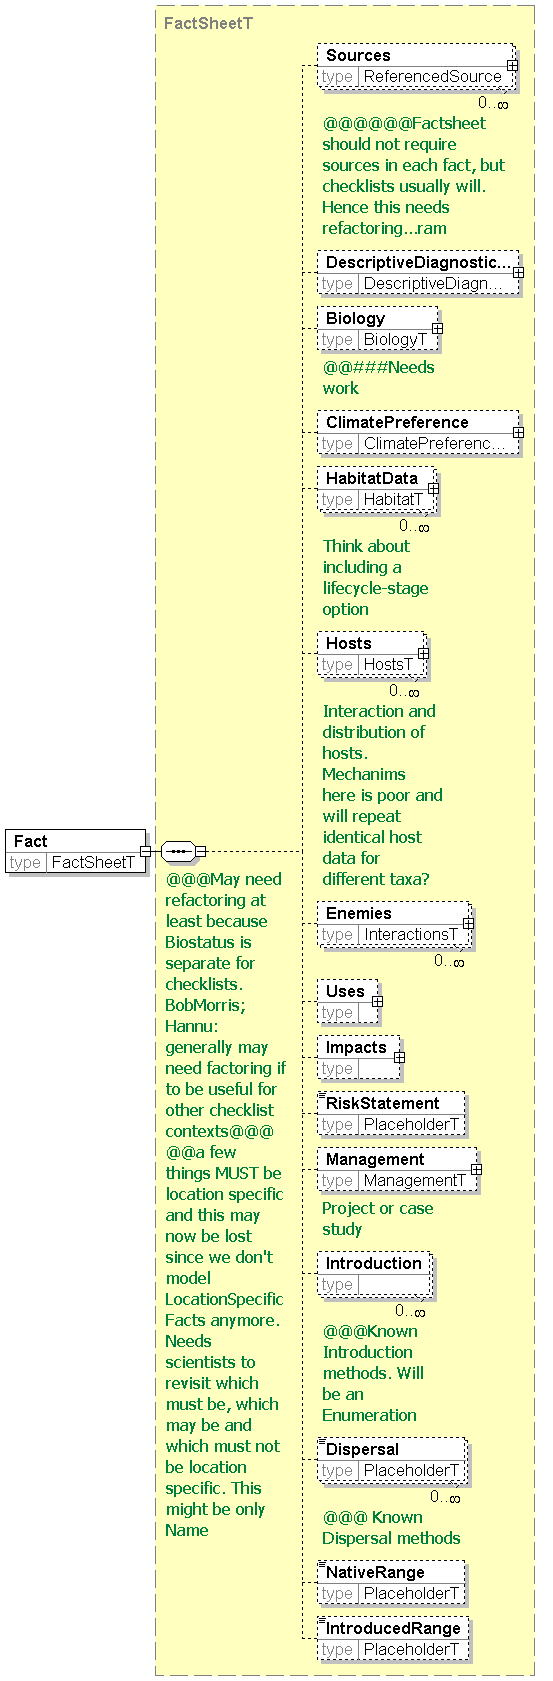 FactSheetT
Sources
type ReferencedSource
0..∞
@@@@@@Factsheet
should not require
sources in each fact, but
checklists usually will.
Hence this needs
refactoring...ram
DescriptiveDiagnostic...
type DescriptiveDiagn...
Biology
type BiologyT
@@###Needs
work
ClimatePreference
type ClimatePreferenc...
HabitatData
type HabitatT
0..∞
Think about
including a
lifecycle-stage
option
Hosts
type HostsT
0..∞
Interaction and
distribution of
hosts.
Mechanims
here is poor and
will repeat
identical host
data for
different taxa?
Fact
type FactSheetT
@@@May need
refactoring at
least because
Biostatus is
separate for
checklists.
BobMorris;
Hannu:
generally may
need factoring if
to be useful for
other checklist
contexts@@@
@@a few
things MUST be
location specific
and this may
now be lost
since we don't
model
LocationSpecific
Facts anymore.
Needs
scientists to
revisit which
must be, which
may be and
which must not
be location
specific. This
might be only
Name
Enemies
type InteractionsT
0..∞
Uses
type
Impacts
type
RiskStatement
type PlaceholderT
Management
type ManagementT
Project or case
study
Introduction
type
0..∞
@@@Known
Introduction
methods. Will
be an
Enumeration
Dispersal
type PlaceholderT
0..∞
@@@ Known
Dispersal methods
NativeRange
type PlaceholderT
IntroducedRange
type PlaceholderT